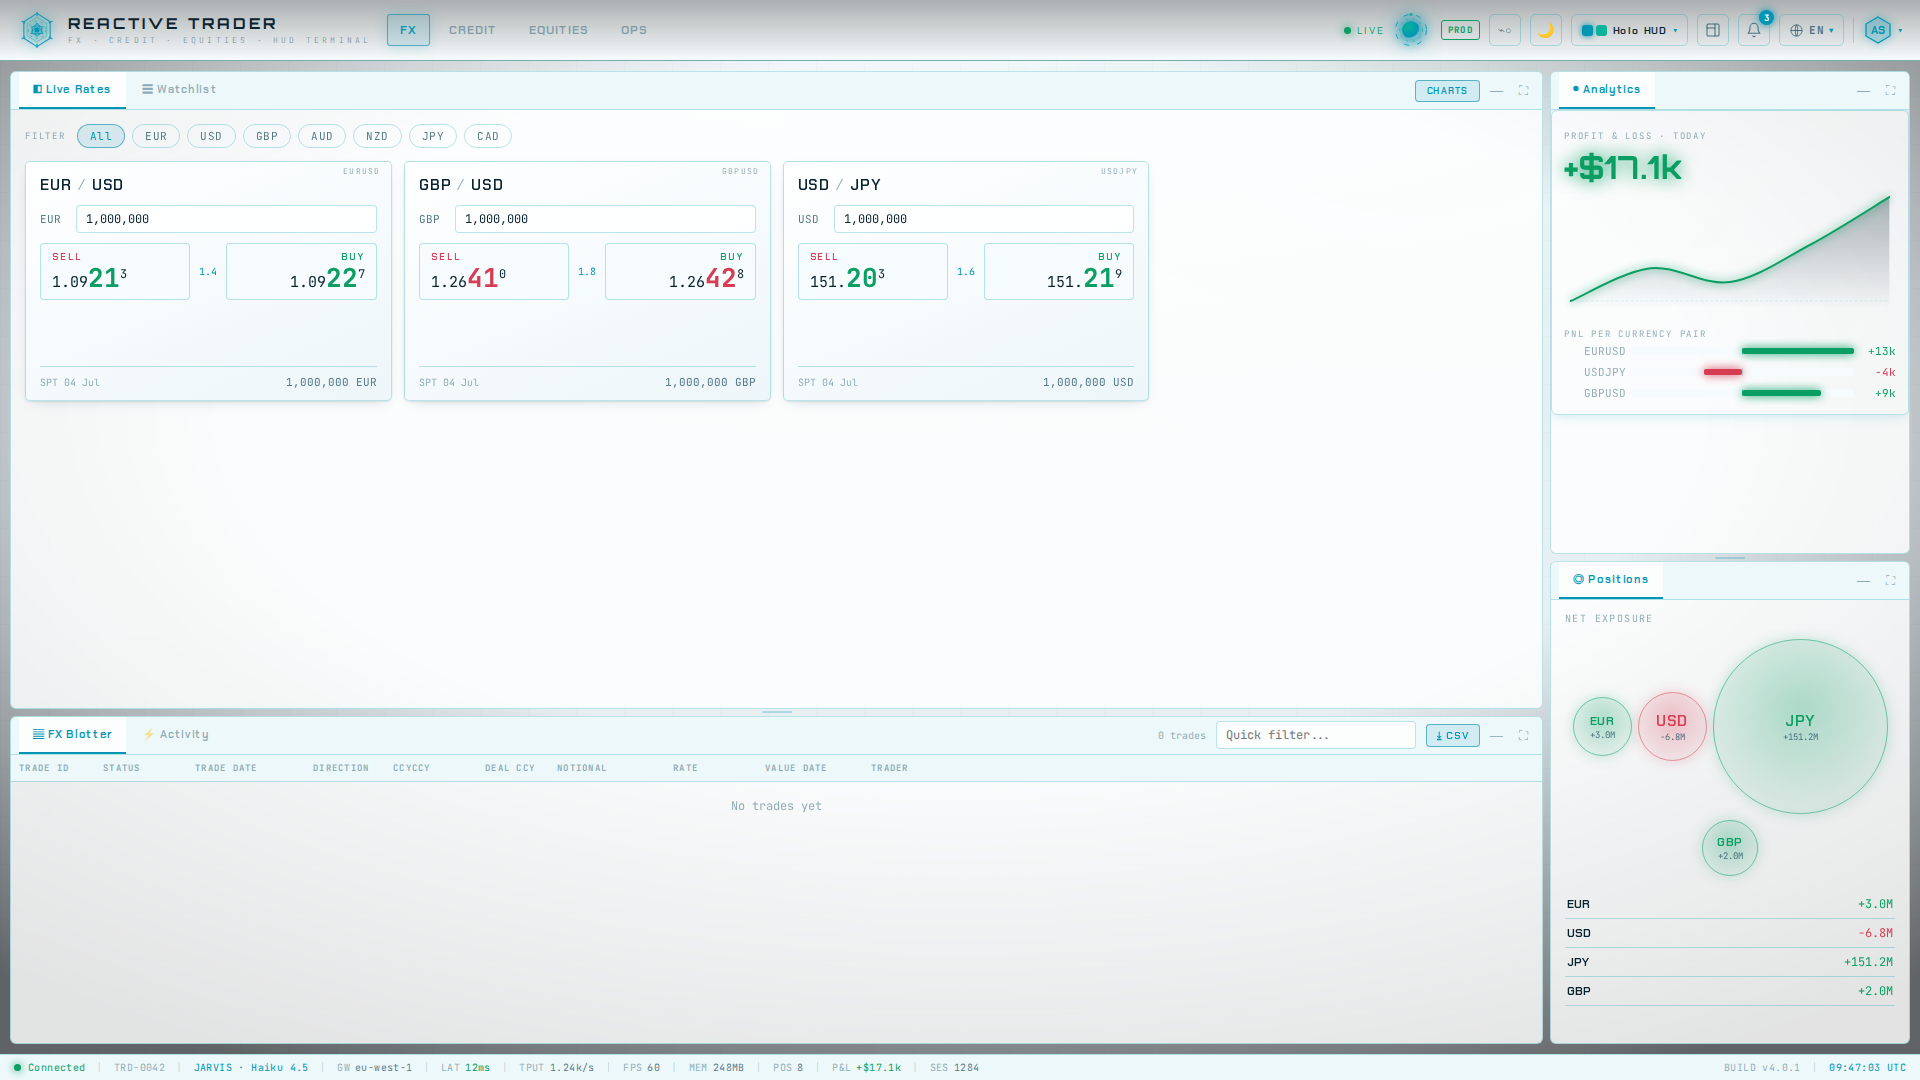 REACTIVE TRADER
FX · CREDIT · EQUITIES · HUD TERMINAL
FX
CREDIT
EQUITIES
OPS
LIVE
PROD
Holo HUD
3
EN
AS
Live Rates
Watchlist
CHARTS
FILTER
All
EUR
USD
GBP
AUD
NZD
JPY
CAD
EURUSD
EUR / USD
EUR
1,000,000
SELL
1.09213
1.4
BUY
1.09227
SPT 04 Jul
1,000,000 EUR
GBPUSD
GBP / USD
GBP
1,000,000
SELL
1.26410
1.8
BUY
1.26428
SPT 04 Jul
1,000,000 GBP
USDJPY
USD / JPY
USD
1,000,000
SELL
151.203
1.6
BUY
151.219
SPT 04 Jul
1,000,000 USD
Analytics
PROFIT & LOSS · TODAY
+$17.1k
PNL PER CURRENCY PAIR
EURUSD +13k
USDJPY -4k
GBPUSD +9k
Positions
NET EXPOSURE
EUR
+3.0M
USD
-6.8M
JPY
+151.2M
GBP
+2.0M
EUR +3.0M
USD -6.8M
JPY +151.2M
GBP +2.0M
FX Blotter
Activity
0 trades
Quick filter...
CSV
TRADE ID STATUS TRADE DATE DIRECTION CCYCCY DEAL CCY NOTIONAL RATE VALUE DATE TRADER
No trades yet
Connected TRD-0042 JARVIS · Haiku 4.5 GW eu-west-1 LAT 12ms TPUT 1.24k/s FPS 60 MEM 248MB POS 8 P&L +$17.1k SES 1284 BUILD v4.0.1 09:47:03 UTC